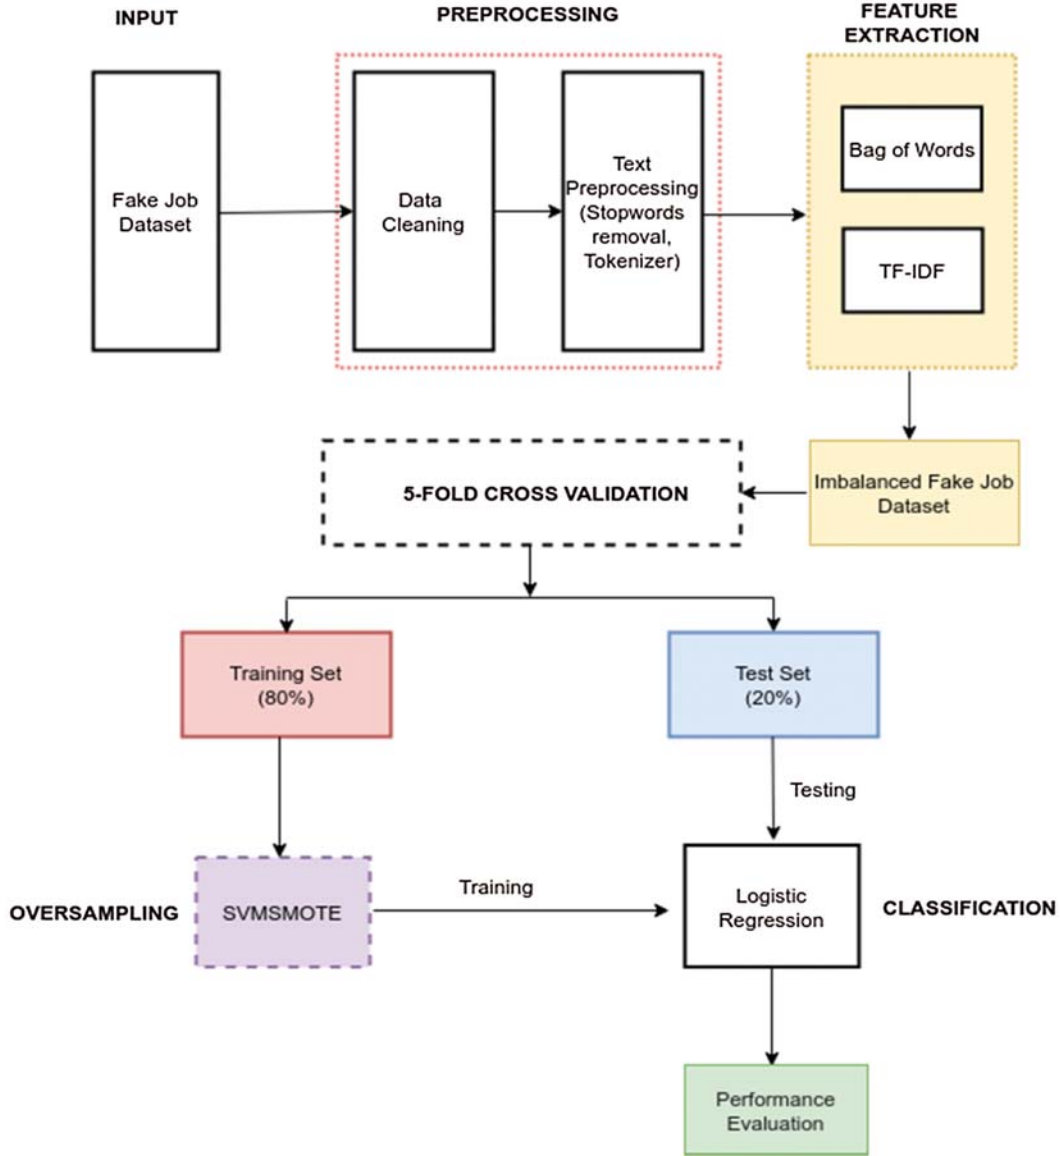 INPUT
PREPROCESSING
FEATURE
EXTRACTION
Fake Job
Dataset
Data
Cleaning
Text
Preprocessing
(Stopwords
removal,
Tokenizer)
Bag of Words
TF-IDF
Imbalanced Fake Job
Dataset
5-FOLD CROSS VALIDATION
Training Set
(80%)
Test Set
(20%)
Testing
OVERSAMPLING
SVMSMOTE
Training
Logistic
Regression
CLASSIFICATION
Performance
Evaluation